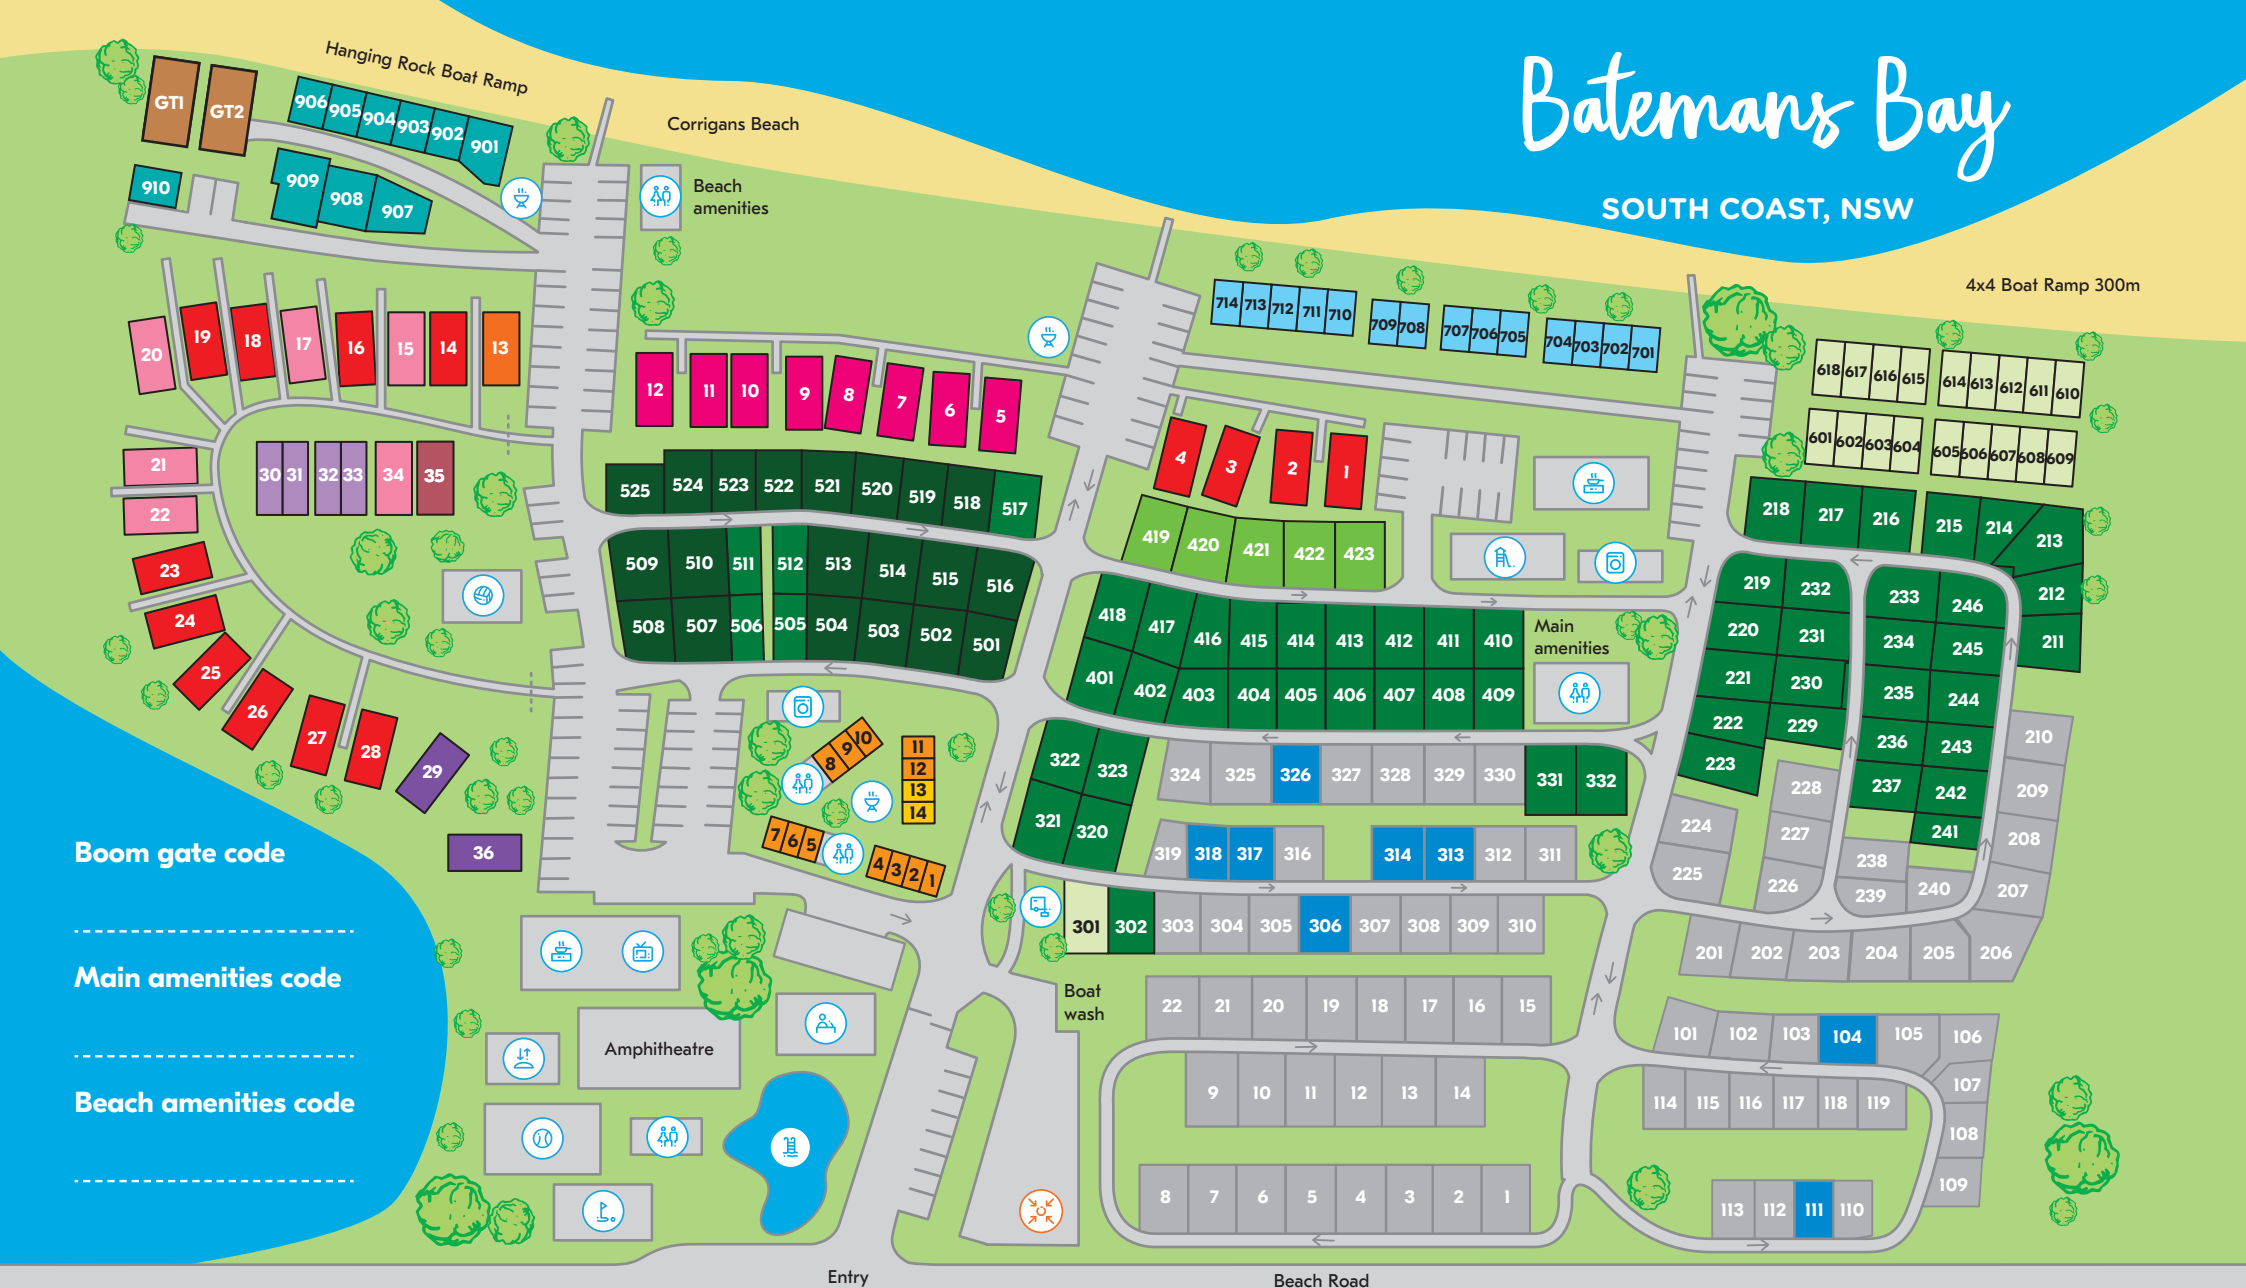 Batemans Bay
SOUTH COAST, NSW
Hanging Rock Boat Ramp
Corrigans Beach
4x4 Boat Ramp 300m
GT1 GT2
906 905 904 903 902 901
910 909 908 907
Beach
amenities
714 713 712 711 710 709 708 707 706 705 704 703 702 701
618 617 616 615 614 613 612 611 610
601 602 603 604 605 606 607 608 609
20 19 18 17 16 15 14 13
12 11 10 9 8 7 6 5
4 3 2 1
21
22
23
24
25
26 27 28 29
30 31 32 33 34 35
36
525 524 523 522 521 520 519 518 517
509 510 511 512 513 514 515 516
508 507 506 505 504 503 502 501
419 420 421 422 423
418 417 416 415 414 413 412 411 410
401 402 403 404 405 406 407 408 409
Main
amenities
218 217 216 215 214 213
212
211
219 232 233 246
220 231 234 245
221 230 235 244
222 229 236 243
223 237 242
241
210
209
208
207
228
224 227 238
225 226 239 240
201 202 203 204 205 206
322 323
321 320
324 325 326 327 328 329 330 331 332
319 318 317 316 314 313 312 311
301 302 303 304 305 306 307 308 309 310
8 9 10
11
12
13
14
7 6 5
4 3 2 1
Boom gate code
Main amenities code
Beach amenities code
Amphitheatre
Boat
wash
22 21 20 19 18 17 16 15
9 10 11 12 13 14
8 7 6 5 4 3 2 1
101 102 103 104 105 106
107
108
109
114 115 116 117 118 119
113 112 111 110
Entry
Beach Road